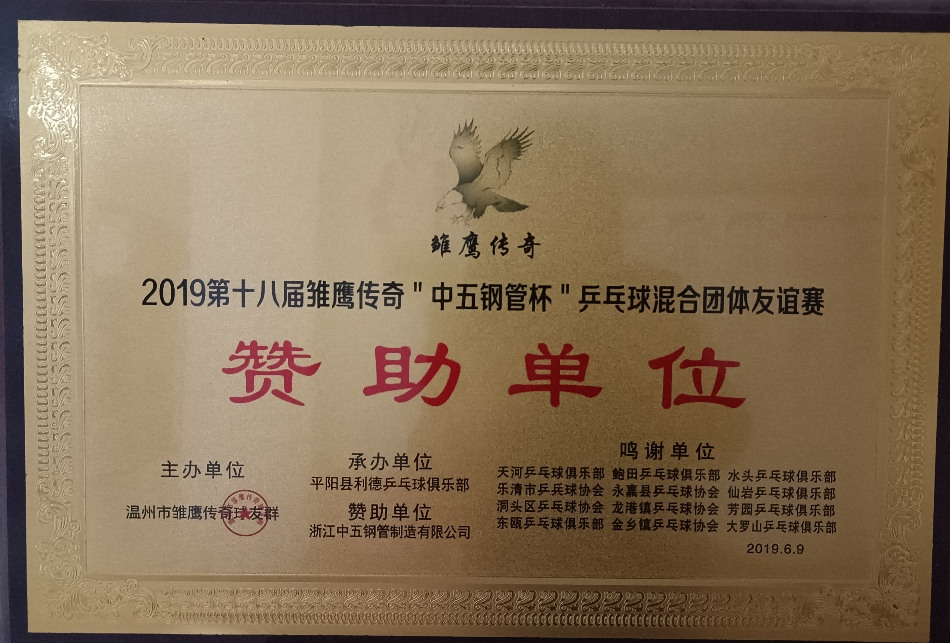 雏鹰传奇
2019第十八届雏鹰传奇"中五钢管杯"乒乓球混合团体友谊赛
赞助单位
主办单位
温州市雏鹰传奇球友群
承办单位
平阳县利德乒乓球俱乐部
赞助单位
浙江中五钢管制造有限公司
鸣谢单位
天河乒乓球俱乐部 鲍田乒乓球俱乐部 水头乒乓球俱乐部
乐清市乒乓球协会 永嘉县乒乓球协会 仙岩乒乓球俱乐部
洞头区乒乓球协会 龙港镇乒乓球协会 芳园乒乓球俱乐部
东瓯乒乓球俱乐部 金乡镇乒乓球协会 大罗山乒乓球俱乐部
2019.6.9